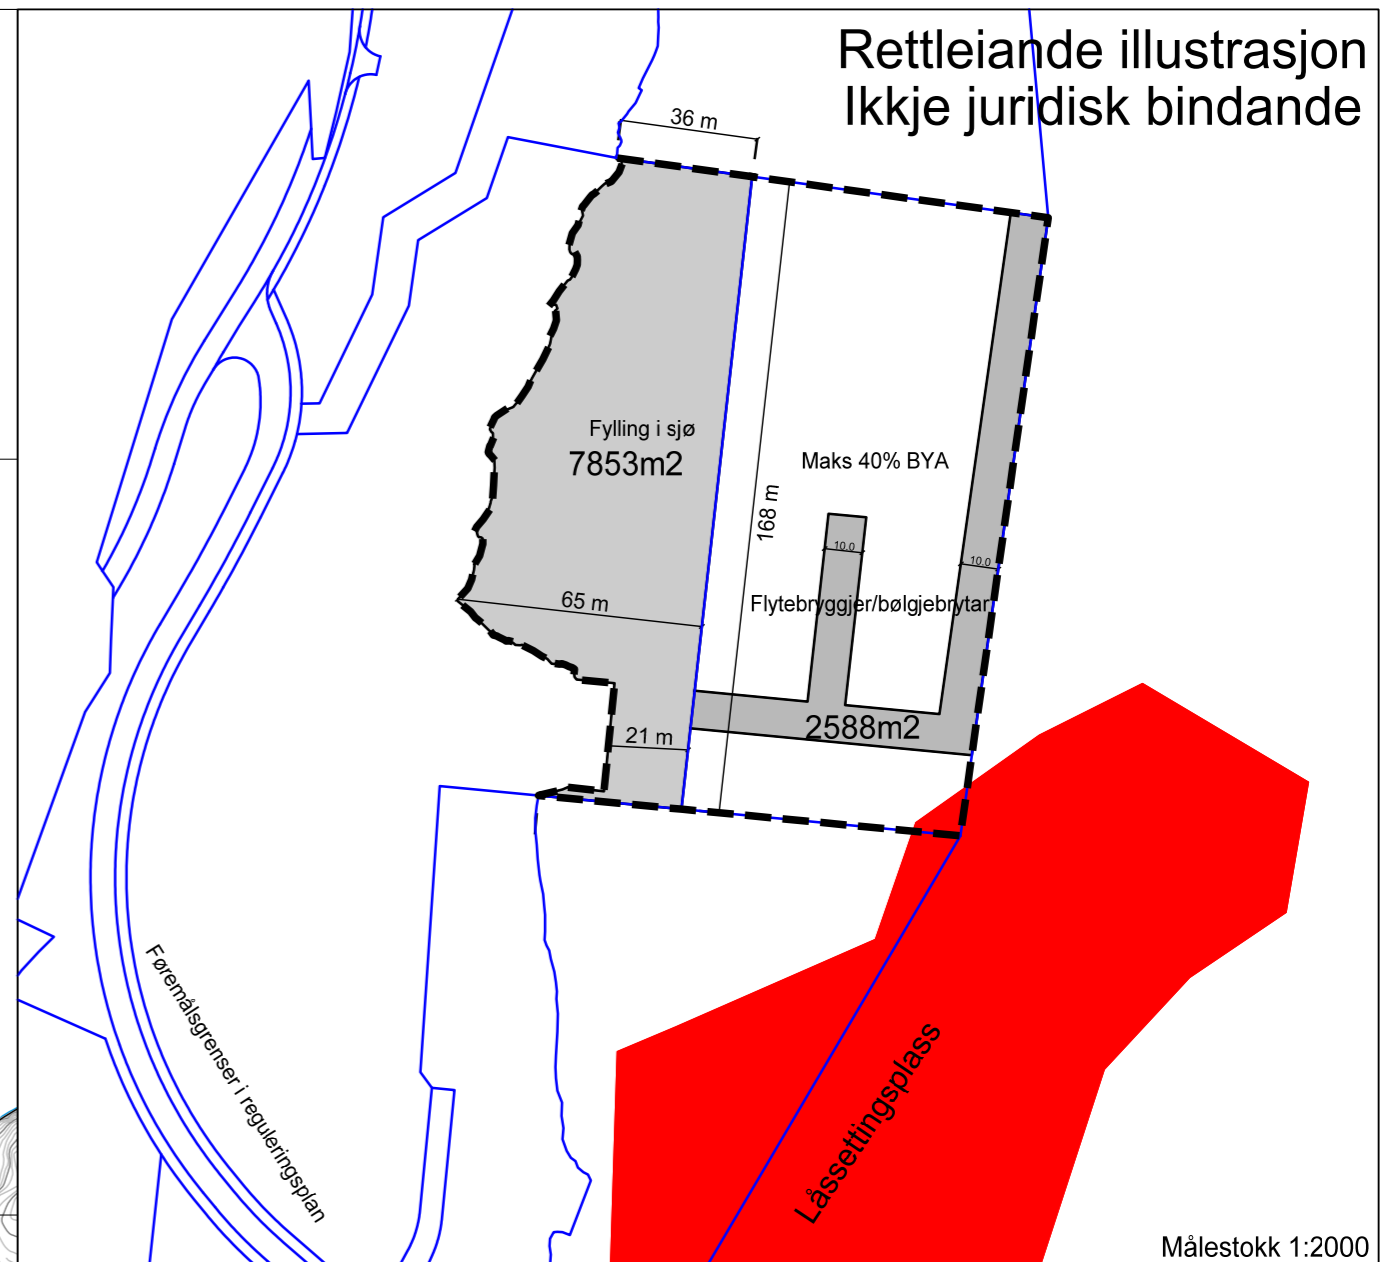 Rettleiande illustrasjon
Ikkje juridisk bindande
36 m
Fylling i sjø
7853m2
Maks 40% BYA
168 m
10.0
10.0
65 m
Flytebryggjer/bølgjebrytar
21 m
2588m2
Føremålsgrenser i reguleringsplan
Låssettingsplass
Målestokk 1:2000